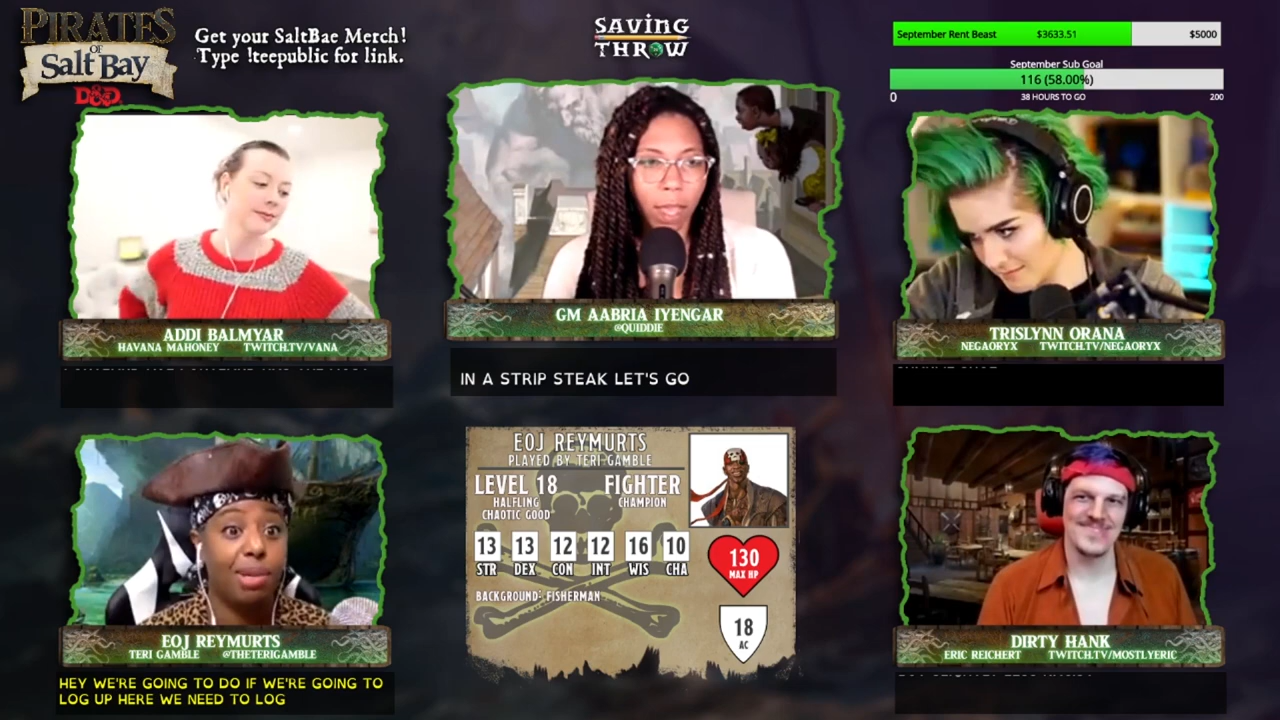 PIRATES
OF
Salt Bay
D&D
Get your SaltBae Merch!
Type !teepublic for link.
SAVING
THROW
September Rent Beast $3633.51 $5000
September Sub Goal
116 (58.00%)
0 38 HOURS TO GO 200
ADDI BALMYAR
HAVANA MAHONEY TWITCH.TV/VANA
GM AABRIA IYENGAR
@QUIDDIE
IN A STRIP STEAK LET'S GO
TRISLYNN ORANA
NEGAORYX TWITCH.TV/NEGAORYX
EOJ REYMURTS
TERI GAMBLE @THETERIGAMBLE
HEY WE'RE GOING TO DO IF WE'RE GOING TO
LOG UP HERE WE NEED TO LOG
EOJ REYMURTS
PLAYED BY TERI GAMBLE
LEVEL 18 FIGHTER
HALFLING CHAMPION
CHAOTIC GOOD
13 13 12 12 16 10
STR DEX CON INT WIS CHA
BACKGROUND: FISHERMAN
130
MAX HP
18
AC
DIRTY HANK
ERIC REICHERT TWITCH.TV/MOSTLYERIC